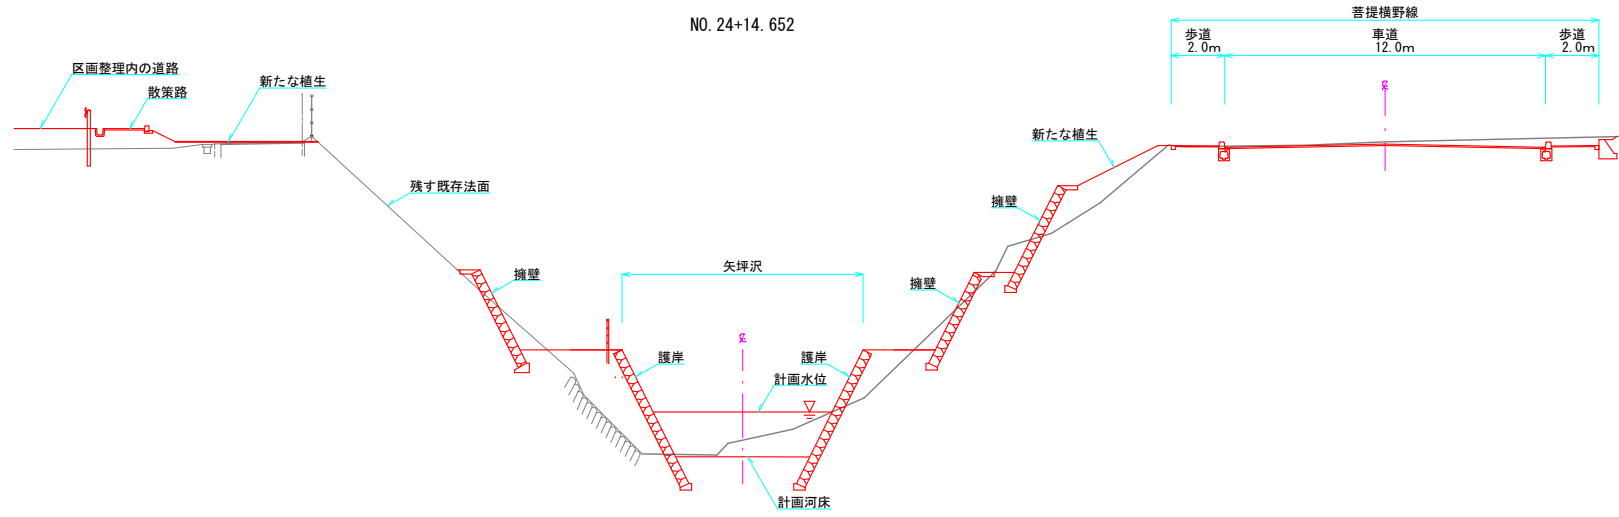 NO. 24+14. 652
菩提横野線
歩道
2.0m
車道
12.0m
歩道
2.0m
区画整理内の道路
散策路
新たな植生
新たな植生
残す既存法面
擁壁
矢坪沢
擁壁
擁壁
護岸
護岸
計画水位
計画河床